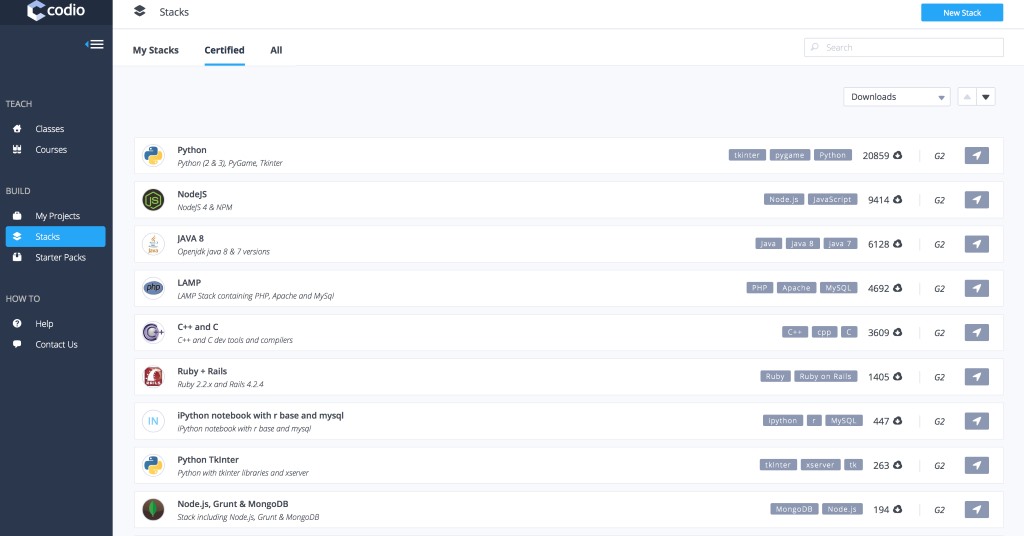 codio
Stacks
New Stack
My Stacks Certified All
Search
Downloads
TEACH
Classes
Courses
BUILD
My Projects
Stacks
Starter Packs
HOW TO
Help
Contact Us
Python
Python (2 & 3), PyGame, Tkinter
tkinter pygame Python 20859 G2
NodeJS
NodeJS 4 & NPM
Node.js JavaScript 9414 G2
js
JAVA 8
Openjdk java 8 & 7 versions
Java Java 8 java 7 6128 G2
Java
LAMP
LAMP Stack containing PHP, Apache and MySql
PHP Apache MySQL 4692 G2
php
C++ and C
C++ and C dev tools and compilers
C++ cpp C 3609 G2
C++
Ruby + Rails
Ruby 2.2.x and Rails 4.2.4
Ruby Ruby on Rails 1405 G2
RAILS
iPython notebook with r base and mysql
iPython notebook with r base and mysql
Ipython r MySQL 447 G2
IN
Python TkInter
Python with tkinter libraries and xserver
tkinter xserver tk 263 G2
Node.js, Grunt & MongoDB
Stack including Node.js, Grunt & MongoDB
MongoDB Node.js 194 G2